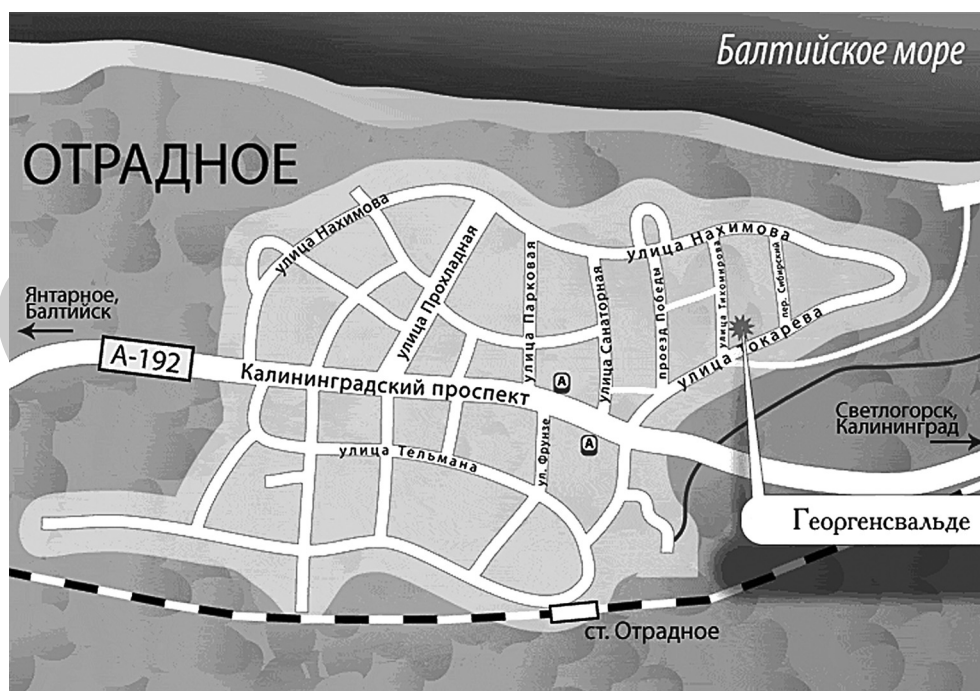 Балтийское море
ОТРАДНОЕ
улица Нахимова
улица Прохладная
улица Парковая
улица Санаторная
проезд Победы
улица Нахимова
улица Тихомирова
пер. Сибирский
улица Токарева
Янтарное,
Балтийск
А-192
Калининградский проспект
А
А
Светлогорск,
Калининград
улица Тельмана
ул. Фрунзе
Георгенсвальде
ст. Отрадное